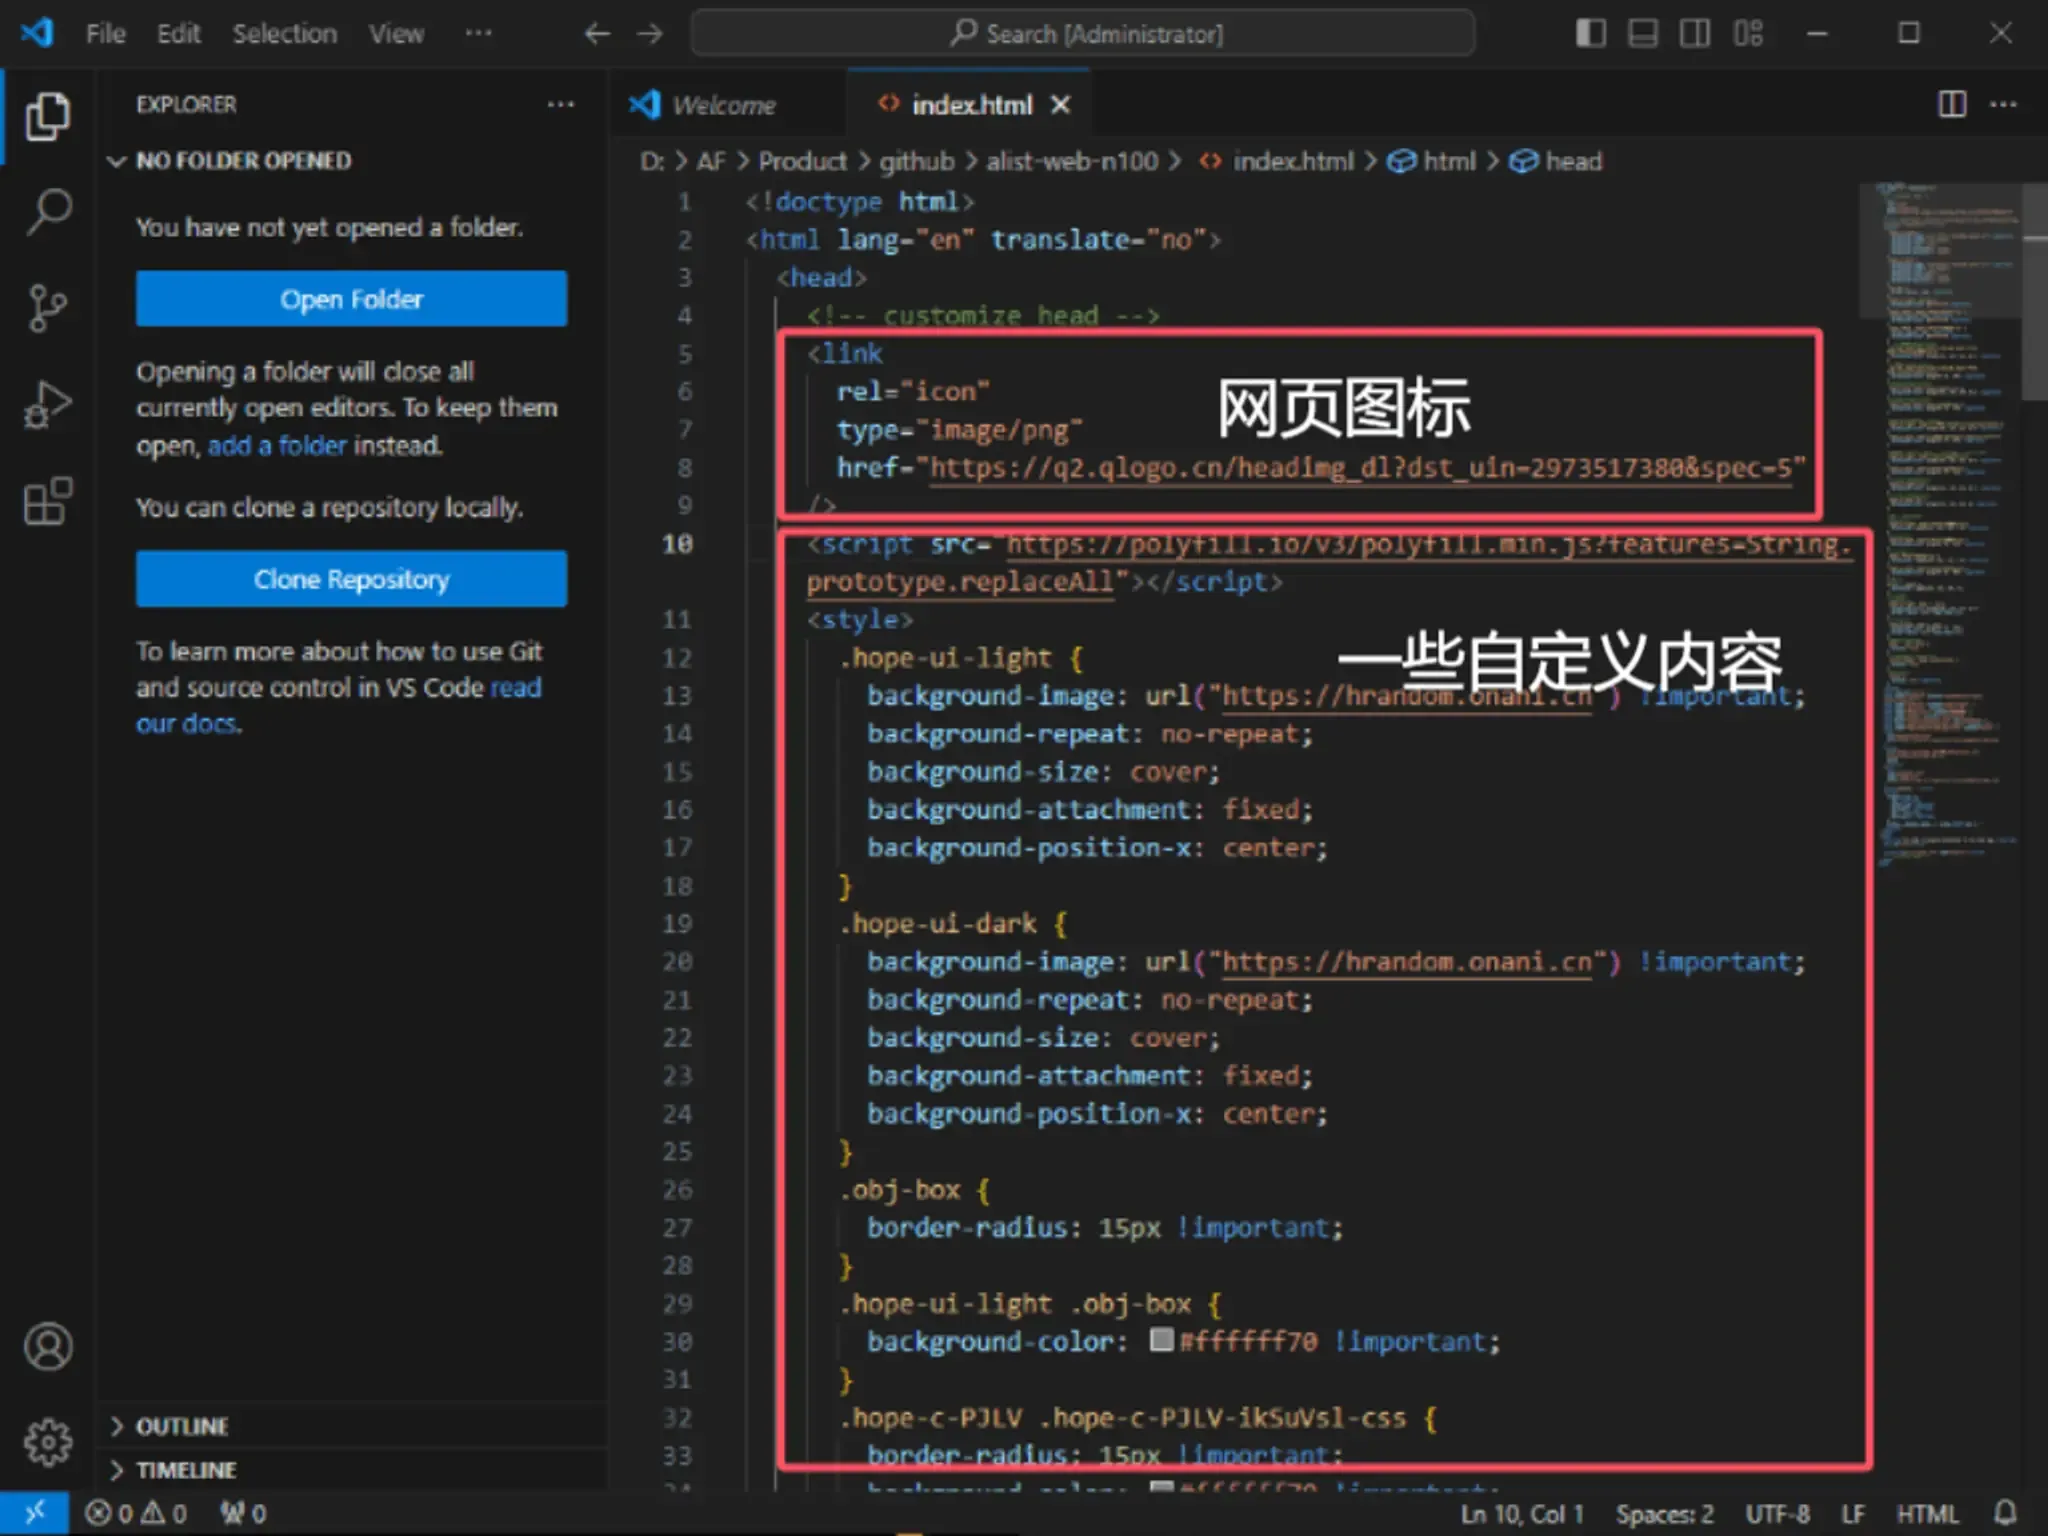 File Edit Selection View ··· Search [Administrator]
EXPLORER ···
NO FOLDER OPENED
You have not yet opened a folder.
Open Folder
Opening a folder will close all
currently open editors. To keep them
open, add a folder instead.
You can clone a repository locally.
Clone Repository
To learn more about how to use Git
and source control in VS Code read
our docs.
OUTLINE
TIMELINE
Welcome index.html
D: > AF > Product > github > alist-web-n100 > index.html > html > head
1 <!doctype html>
2 <html lang="en" translate="no">
3 <head>
4 <!-- customize head -->
5 <link
6 rel="icon"
7 type="image/png"
8 href="https://q2.qlogo.cn/headimg_dl?dst_uin=2973517380&spec=5"
9 />
网页图标
10 <script src="https://polyfill.io/v3/polyfill.min.js?features=String.
prototype.replaceAll"></script>
11 <style>
一些自定义内容
12 .hope-ui-light {
13 background-image: url("https://hrandom.onani.cn") !important;
14 background-repeat: no-repeat;
15 background-size: cover;
16 background-attachment: fixed;
17 background-position-x: center;
18 }
19 .hope-ui-dark {
20 background-image: url("https://hrandom.onani.cn") !important;
21 background-repeat: no-repeat;
22 background-size: cover;
23 background-attachment: fixed;
24 background-position-x: center;
25 }
26 .obj-box {
27 border-radius: 15px !important;
28 }
29 .hope-ui-light .obj-box {
30 background-color: #ffffff70 !important;
31 }
32 .hope-c-PJLV .hope-c-PJLV-ikSuVsl-css {
33 border-radius: 15px !important;
0 0 0 Ln 10, Col 1 Spaces: 2 UTF-8 LF HTML